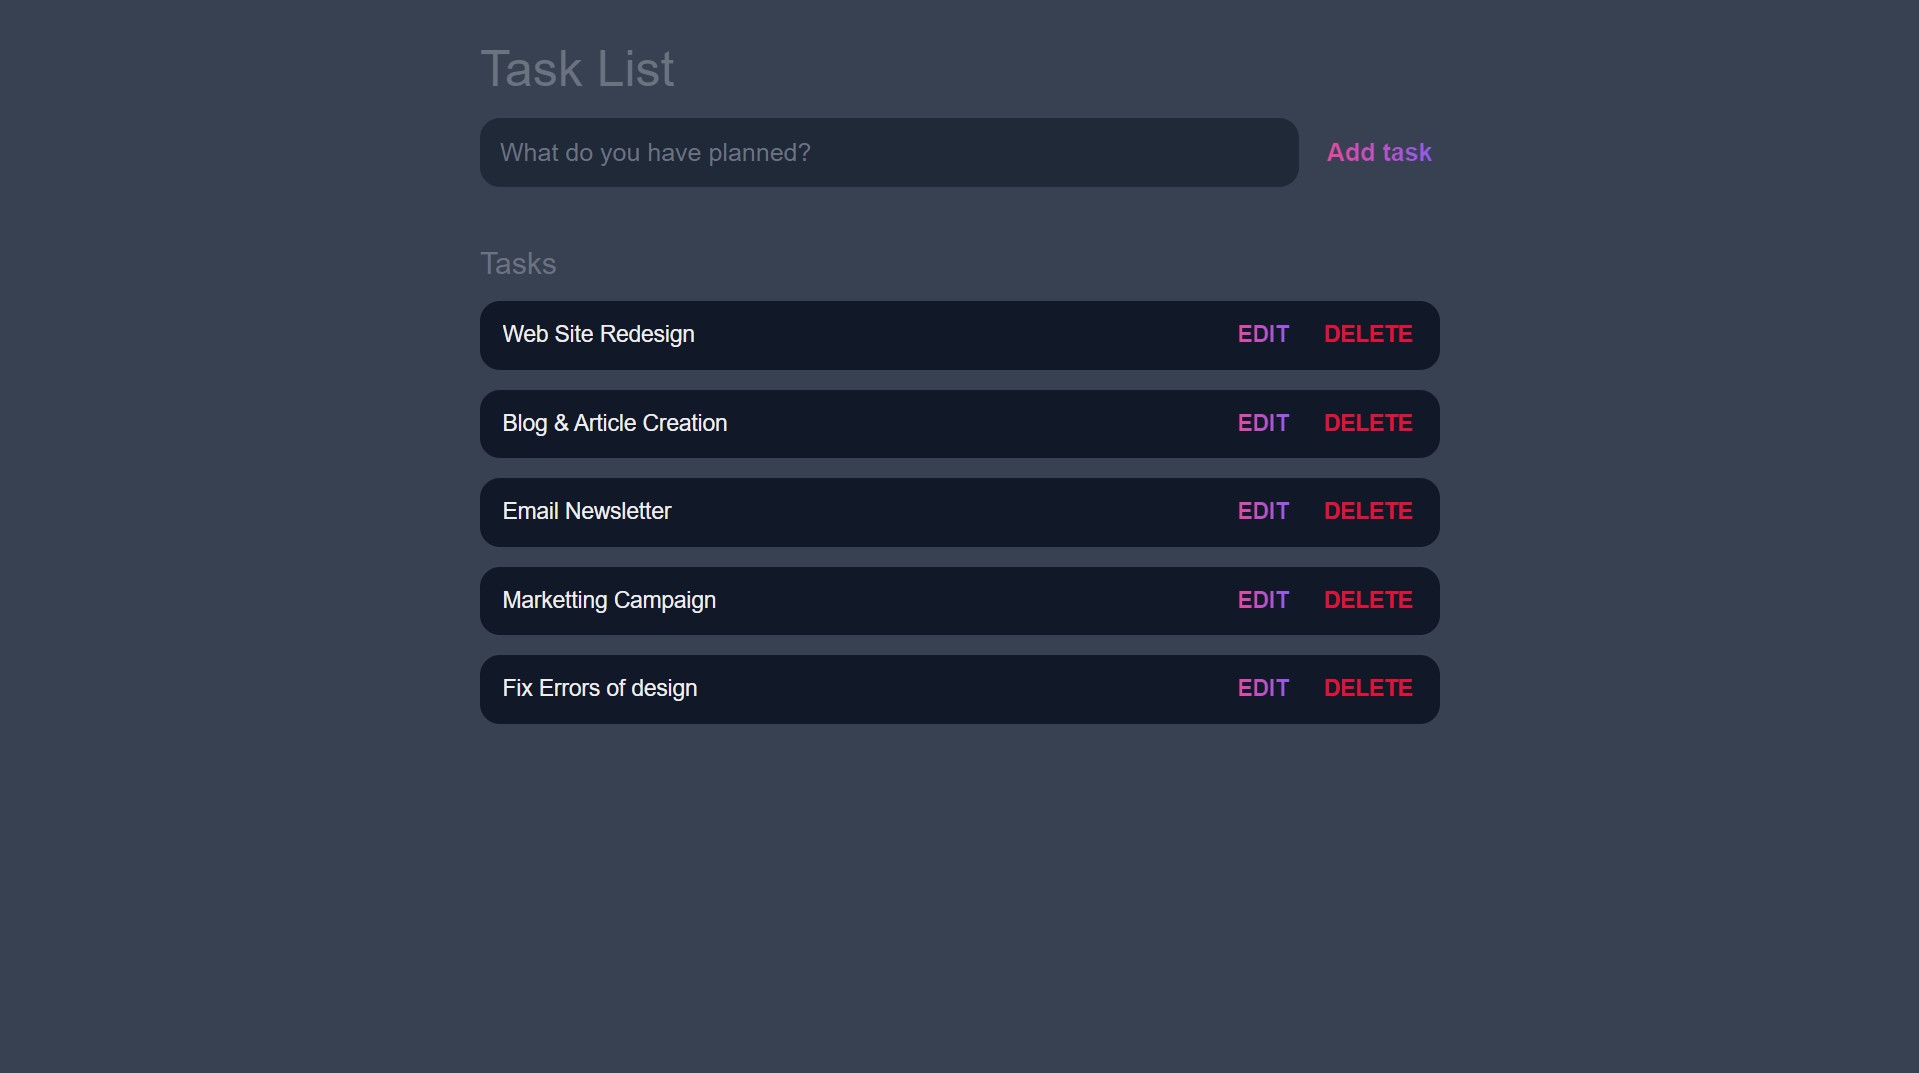 Task List
What do you have planned? Add task
Tasks
Web Site Redesign EDIT DELETE
Blog & Article Creation EDIT DELETE
Email Newsletter EDIT DELETE
Marketting Campaign EDIT DELETE
Fix Errors of design EDIT DELETE